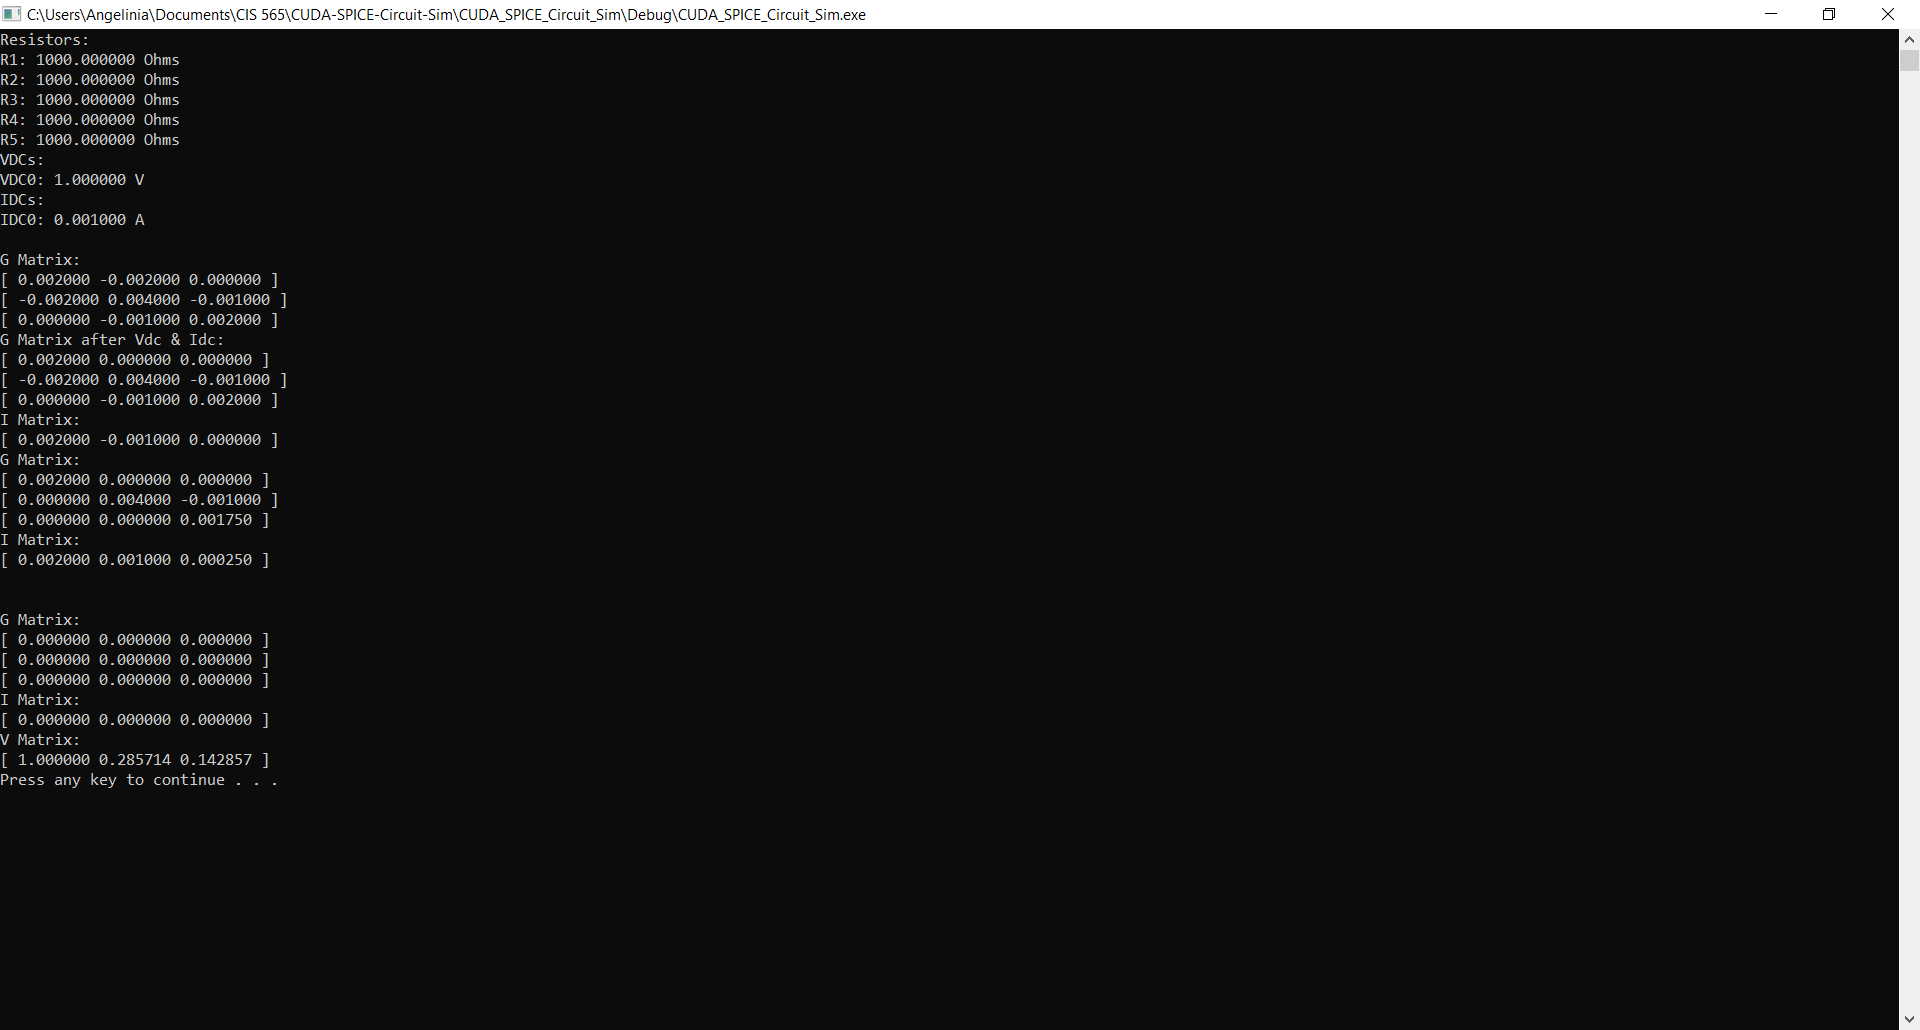 C:\Users\Angelinia\Documents\CIS 565\CUDA-SPICE-Circuit-Sim\CUDA_SPICE_Circuit_Sim\Debug\CUDA_SPICE_Circuit_Sim.exe
Resistors:
R1: 1000.000000 Ohms
R2: 1000.000000 Ohms
R3: 1000.000000 Ohms
R4: 1000.000000 Ohms
R5: 1000.000000 Ohms
VDCs:
VDC0: 1.000000 V
IDCs:
IDC0: 0.001000 A
G Matrix:
[ 0.002000 -0.002000 0.000000 ]
[ -0.002000 0.004000 -0.001000 ]
[ 0.000000 -0.001000 0.002000 ]
G Matrix after Vdc & Idc:
[ 0.002000 0.000000 0.000000 ]
[ -0.002000 0.004000 -0.001000 ]
[ 0.000000 -0.001000 0.002000 ]
I Matrix:
[ 0.002000 -0.001000 0.000000 ]
G Matrix:
[ 0.002000 0.000000 0.000000 ]
[ 0.000000 0.004000 -0.001000 ]
[ 0.000000 0.000000 0.001750 ]
I Matrix:
[ 0.002000 0.001000 0.000250 ]
G Matrix:
[ 0.000000 0.000000 0.000000 ]
[ 0.000000 0.000000 0.000000 ]
[ 0.000000 0.000000 0.000000 ]
I Matrix:
[ 0.000000 0.000000 0.000000 ]
V Matrix:
[ 1.000000 0.285714 0.142857 ]
Press any key to continue . . .